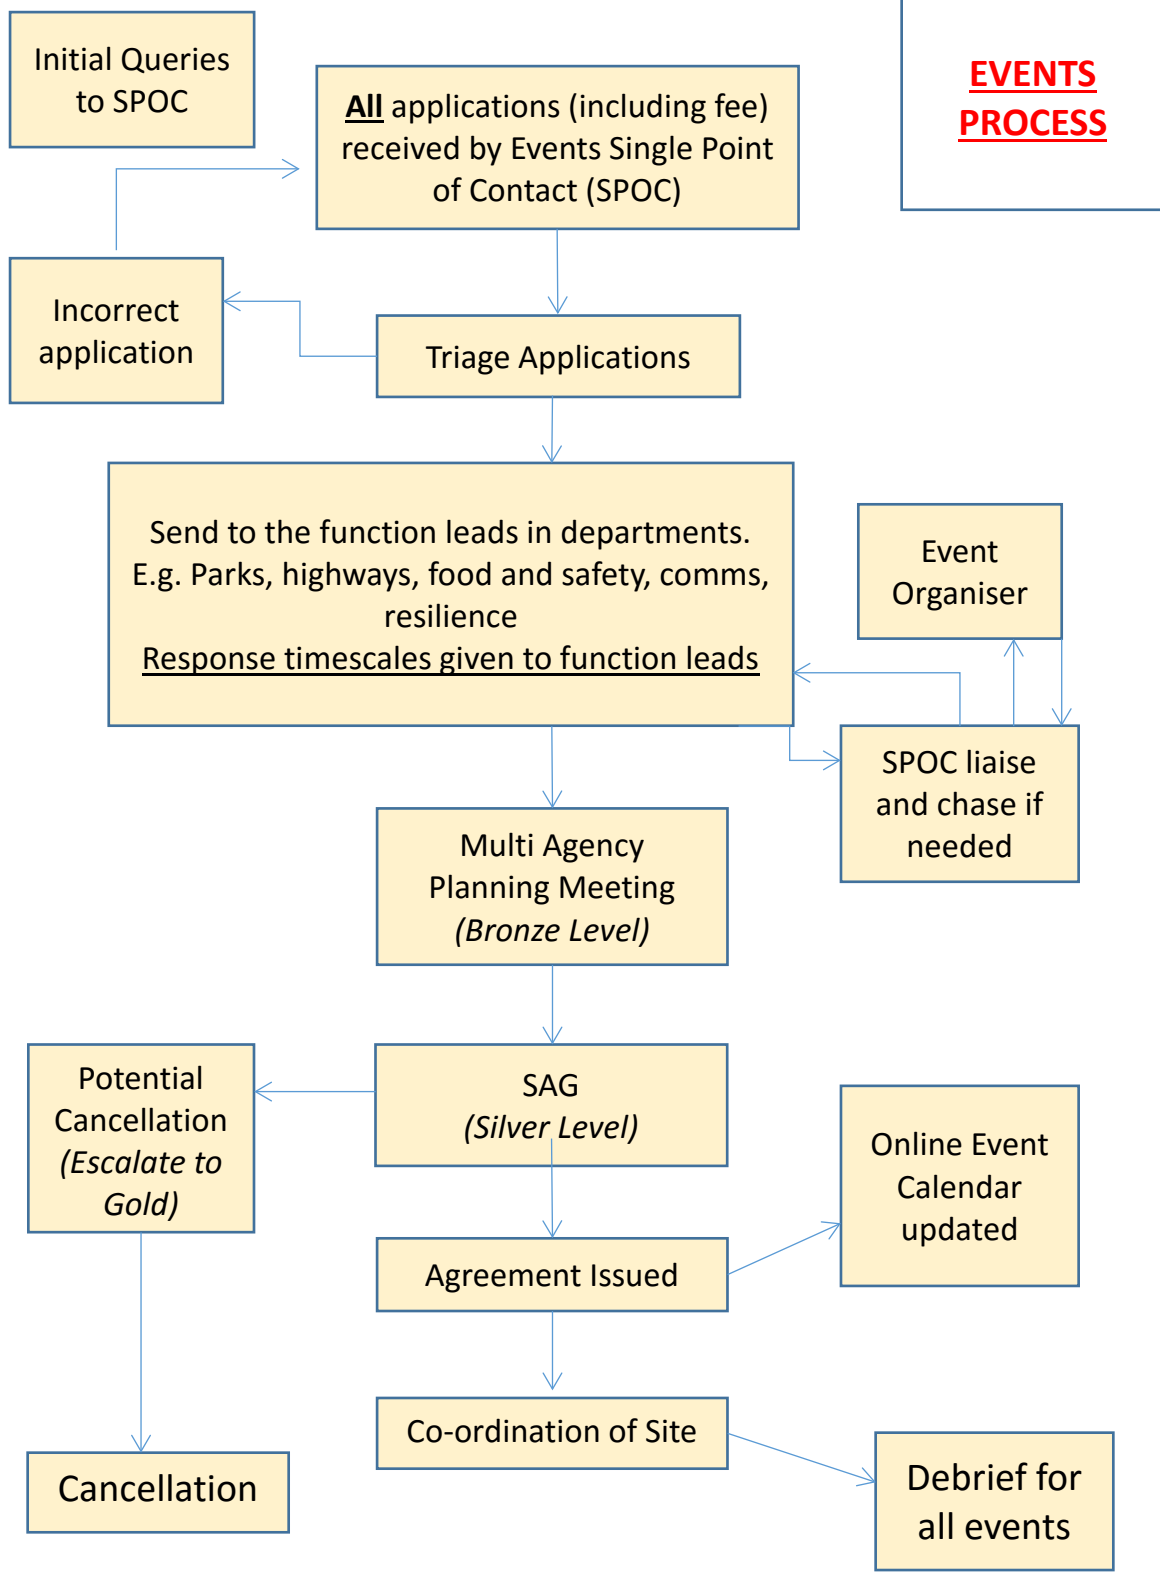 Initial Queries
to SPOC
All applications (including fee)
received by Events Single Point
of Contact (SPOC)
EVENTS
PROCESS
Incorrect
application
Triage Applications
Send to the function leads in departments.
E.g. Parks, highways, food and safety, comms,
resilience
Response timescales given to function leads
Event
Organiser
SPOC liaise
and chase if
needed
Multi Agency
Planning Meeting
(Bronze Level)
Potential
Cancellation
(Escalate to
Gold)
SAG
(Silver Level)
Online Event
Calendar
updated
Agreement Issued
Co-ordination of Site
Cancellation
Debrief for
all events